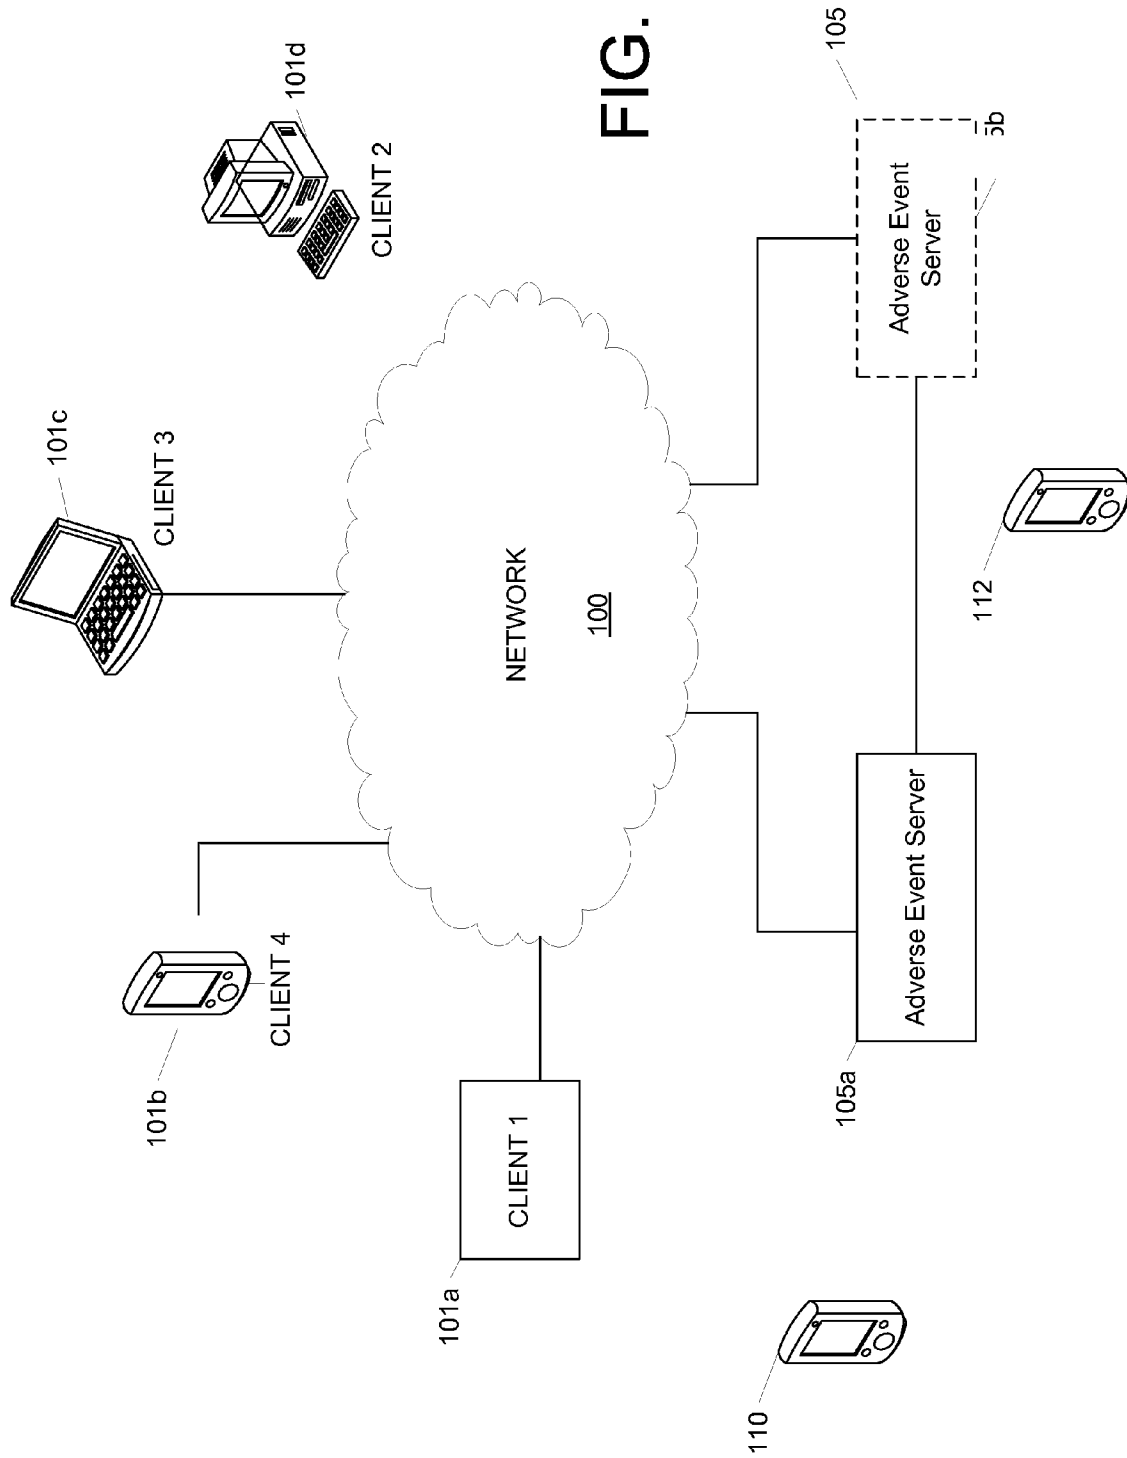 101c
101b
CLIENT 3
CLIENT 4
101d
CLIENT 2
101a
CLIENT 1
NETWORK
100
FIG.
110
105a
105
Adverse Event Server
Adverse Event
Server
112